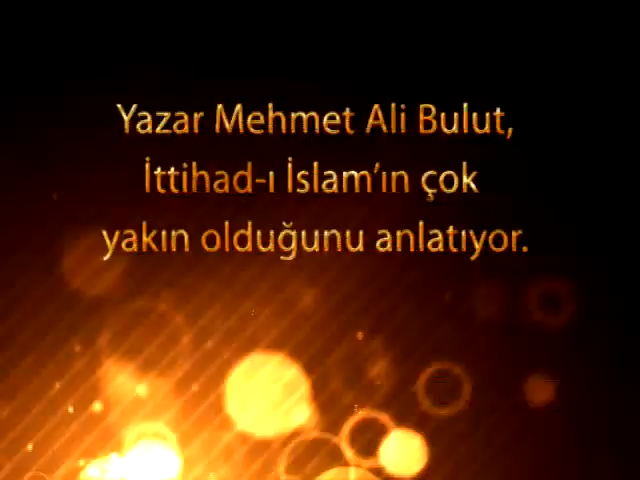 Yazar Mehmet Ali Bulut,
İttihad-ı İslam'ın çok
yakın olduğunu anlatıyor.